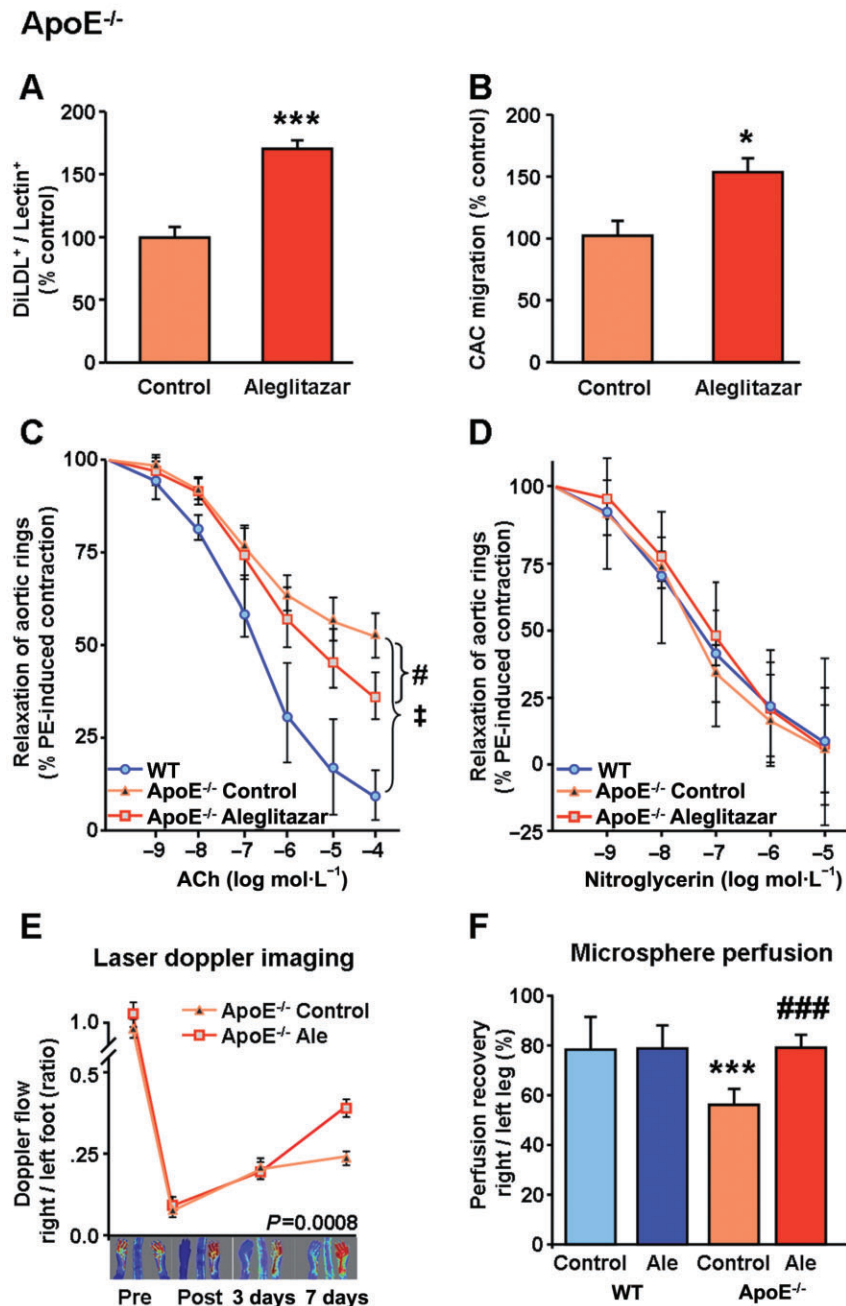 ApoE⁻/⁻
A
DiLDL⁺ / Lectin⁺
(% control)
200
150
100
50
0
***
Control
Aleglitazar
B
CAC migration (% control)
200
150
100
50
0
*
Control
Aleglitazar
C
Relaxation of aortic rings
(% PE-induced contraction)
100
75
50
25
0
#
‡
WT
ApoE⁻/⁻ Control
ApoE⁻/⁻ Aleglitazar
–9 –8 –7 –6 –5 –4
ACh (log mol·L⁻¹)
D
Relaxation of aortic rings
(% PE-induced contraction)
100
75
50
25
0
–25
WT
ApoE⁻/⁻ Control
ApoE⁻/⁻ Aleglitazar
–9 –8 –7 –6 –5
Nitroglycerin (log mol·L⁻¹)
E
Laser doppler imaging
Doppler flow
right / left foot (ratio)
1.0
0.5
.25
0.0
ApoE⁻/⁻ Control
ApoE⁻/⁻ Ale
P=0.0008
Pre Post 3 days 7 days
F
Microsphere perfusion
Perfusion recovery
right / left leg (%)
100
80
60
40
20
0
***
###
Control Ale Control Ale
WT ApoE⁻/⁻